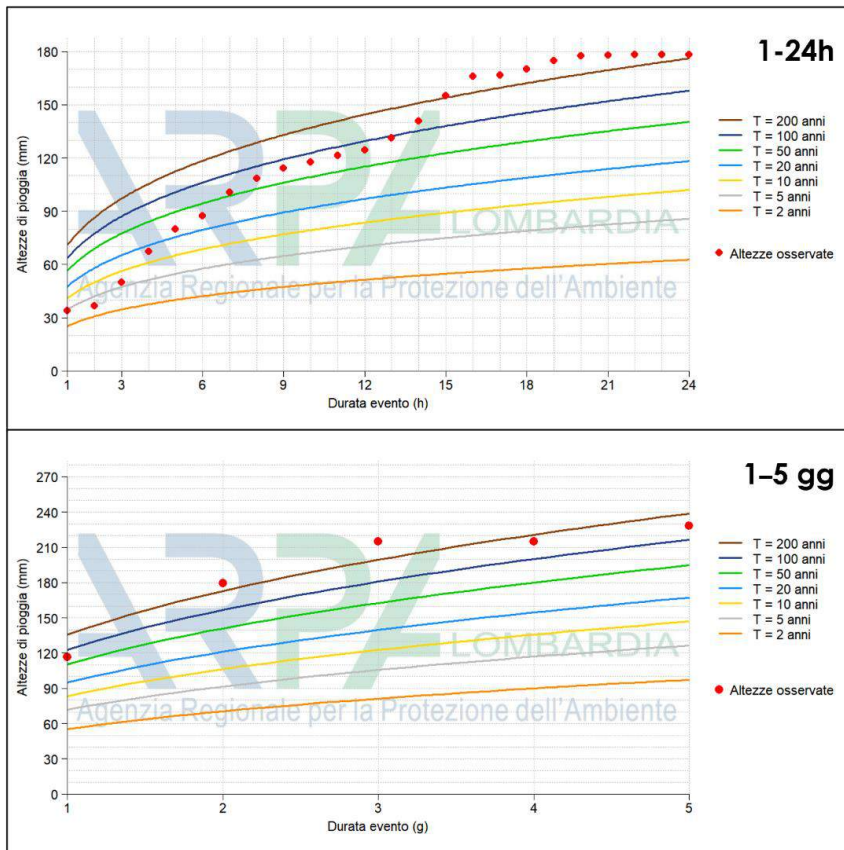 1-24h
Altezze di pioggia (mm)
180
150
120
90
60
30
0
1
3
6
9
12
15
18
21
24
Durata evento (h)
T = 200 anni
T = 100 anni
T = 50 anni
T = 20 anni
T = 10 anni
T = 5 anni
T = 2 anni
Altezze osservate
ARPA
LOMBARDIA
Agenzia Regionale per la Protezione dell'Ambiente
1–5 gg
Altezze di pioggia (mm)
270
240
210
180
150
120
90
60
30
0
1
2
3
4
5
Durata evento (g)
T = 200 anni
T = 100 anni
T = 50 anni
T = 20 anni
T = 10 anni
T = 5 anni
T = 2 anni
Altezze osservate
ARPA
LOMBARDIA
Agenzia Regionale per la Protezione dell'Ambiente